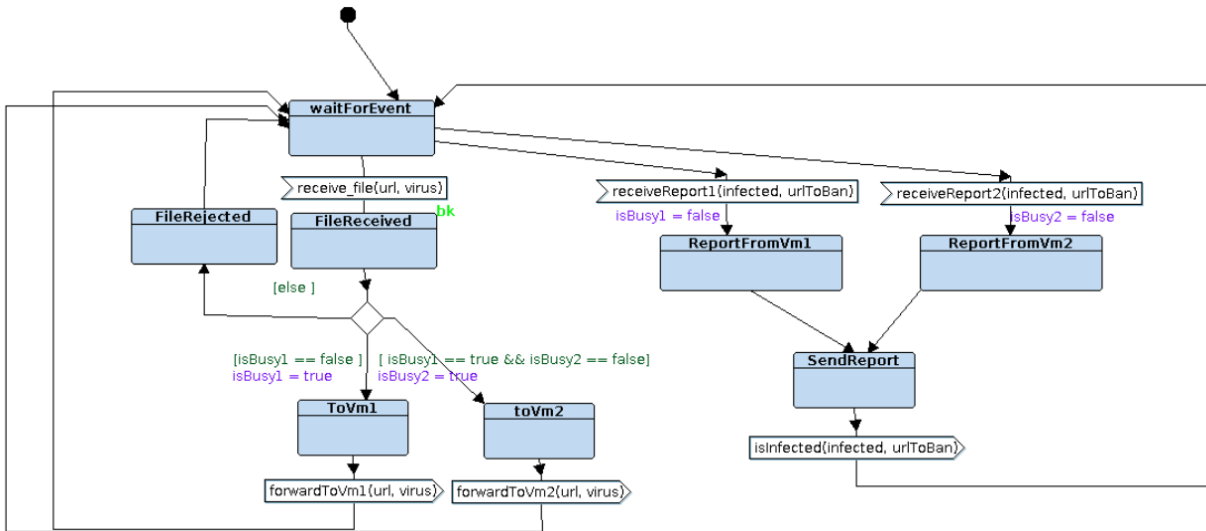 waitForEvent
receive_file(url, virus)
receiveReport1(infected, urlToBan)
receiveReport2(infected, urlToBan)
bk
FileRejected
FileReceived
isBusy1 = false
isBusy2 = false
ReportFromVm1
ReportFromVm2
[else ]
[isBusy1 == false ]
[ isBusy1 == true && isBusy2 == false]
isBusy1 = true
isBusy2 = true
SendReport
ToVm1
toVm2
isInfected(infected, urlToBan)
forwardToVm1(url, virus)
forwardToVm2(url, virus)